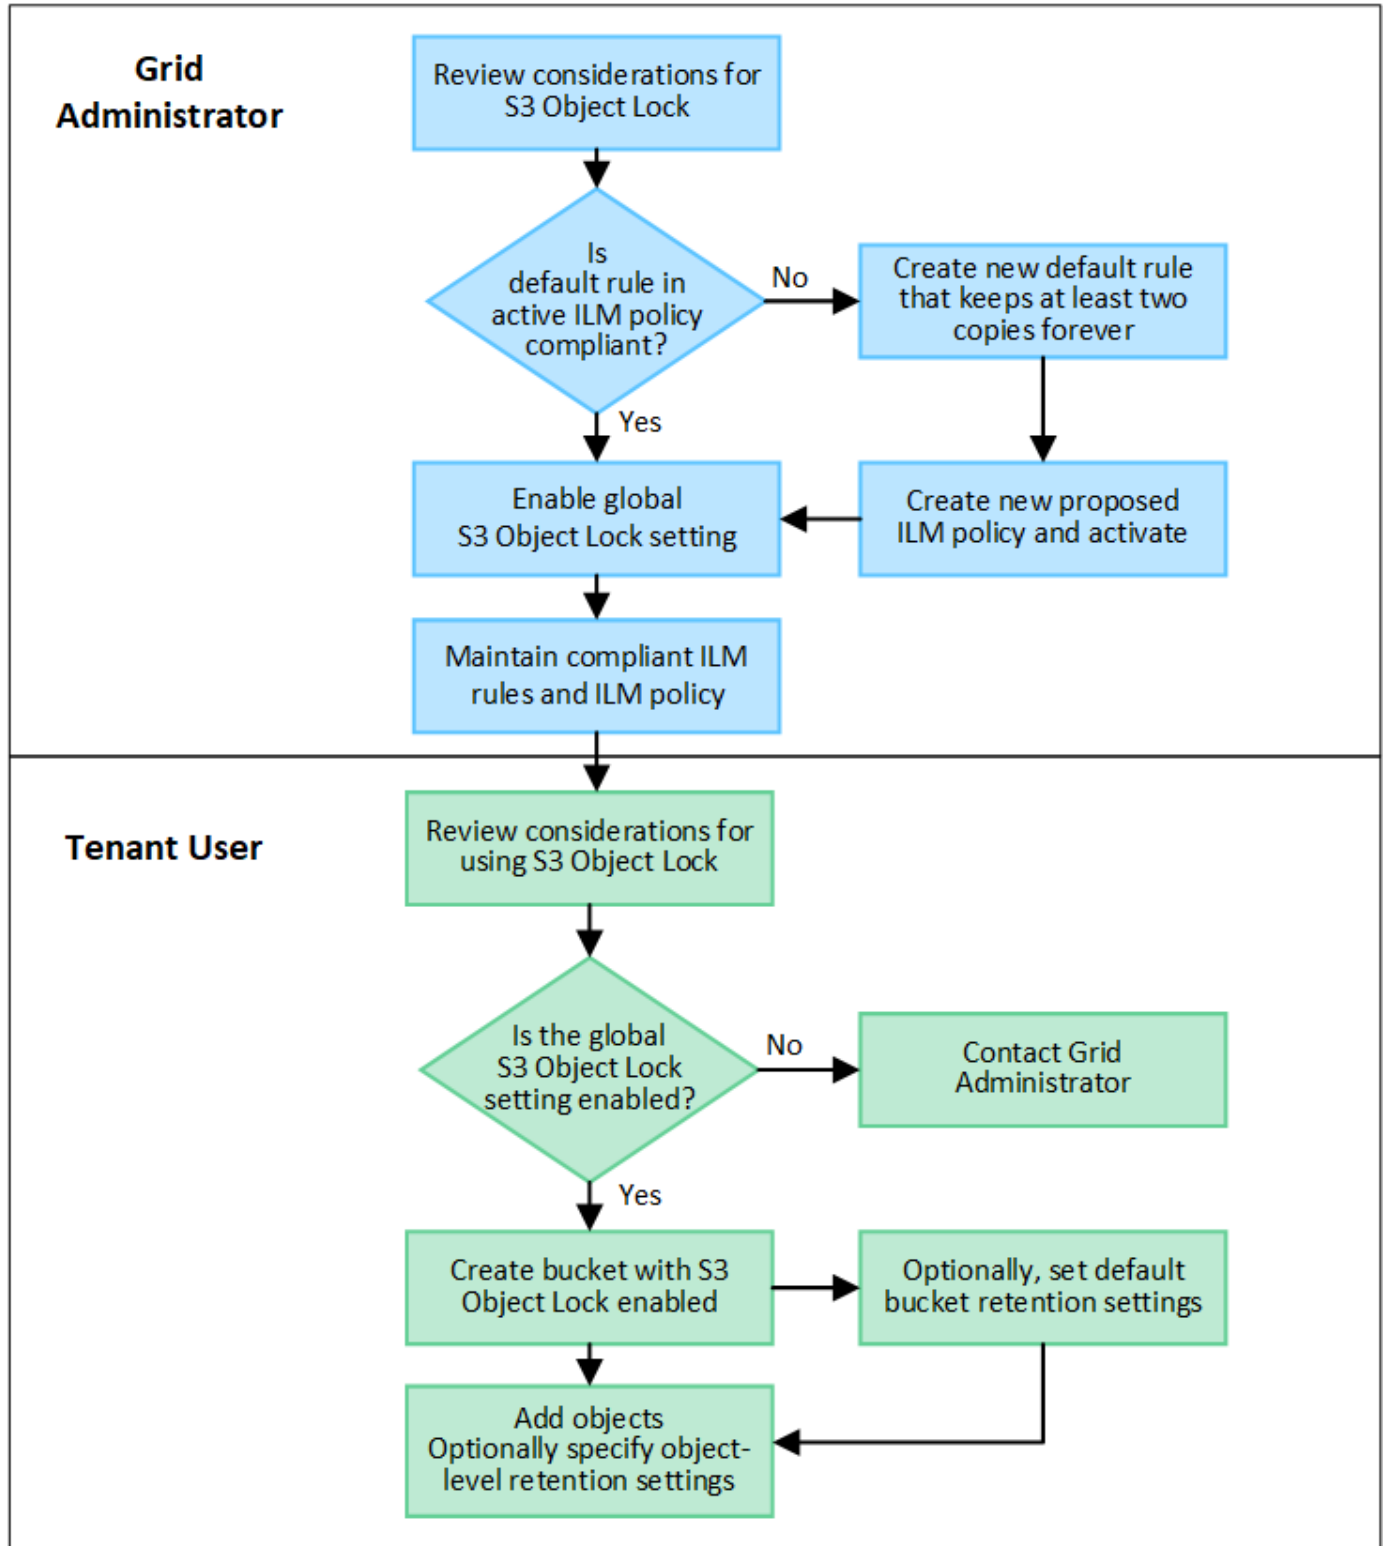 Grid
Administrator
Review considerations for
S3 Object Lock
Is
default rule in
active ILM policy
compliant?
No
Create new default rule
that keeps at least two
copies forever
Yes
Enable global
S3 Object Lock setting
Create new proposed
ILM policy and activate
Maintain compliant ILM
rules and ILM policy
Tenant User
Review considerations for
using S3 Object Lock
Is the global
S3 Object Lock
setting enabled?
No
Contact Grid
Administrator
Yes
Create bucket with S3
Object Lock enabled
Optionally, set default
bucket retention settings
Add objects
Optionally specify object-
level retention settings